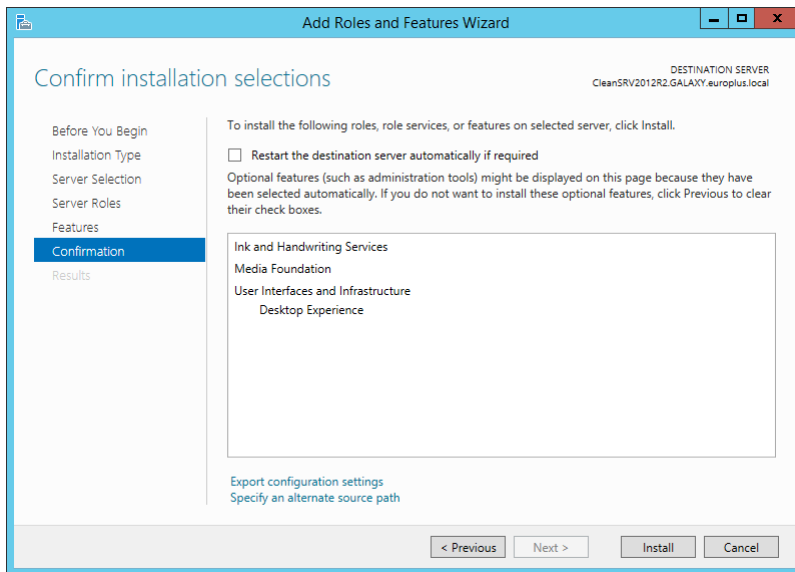 Add Roles and Features Wizard
Confirm installation selections
DESTINATION SERVER
CleanSRV2012R2.GALAXY.europlus.local
Before You Begin
Installation Type
Server Selection
Server Roles
Features
Confirmation
Results
To install the following roles, role services, or features on selected server, click Install.
Restart the destination server automatically if required
Optional features (such as administration tools) might be displayed on this page because they have
been selected automatically. If you do not want to install these optional features, click Previous to clear
their check boxes.
Ink and Handwriting Services
Media Foundation
User Interfaces and Infrastructure
Desktop Experience
Export configuration settings
Specify an alternate source path
< Previous
Next >
Install
Cancel